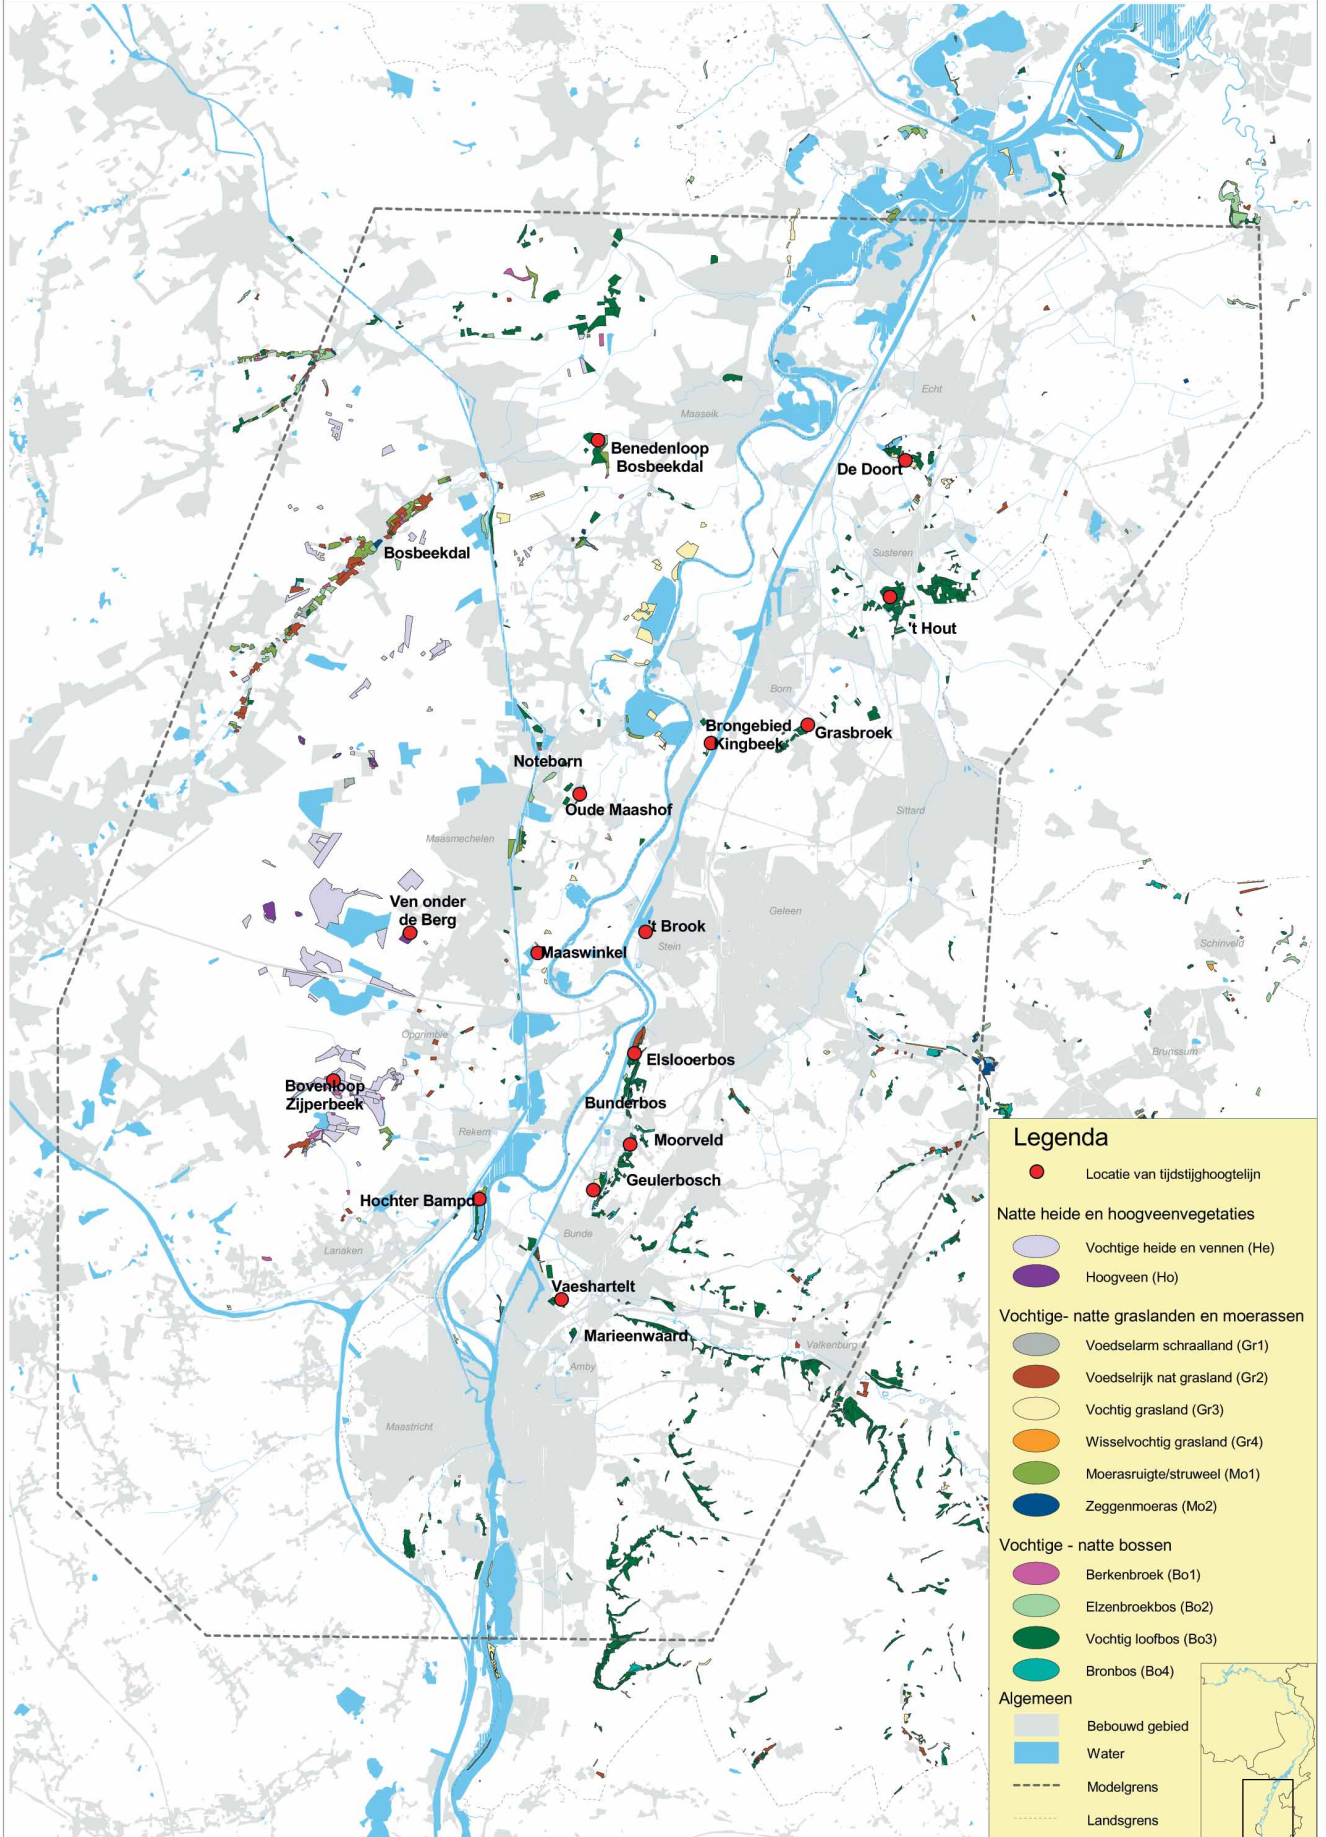 Maaseik
Echt
Benedenloop
Bosbeekdal
De Doort
Bosbeekdal
Susteren
't Hout
Born
Brongebied
Kingbeek
Grasbroek
Noteborn
Oude Maashof
Sittard
Maasmechelen
Ven onder
de Berg
Geleen
't Brook
Stein
Maaswinkel
Schinveld
Opgrimbie
Elslooerbos
Brunssum
Bovenloop
Zijperbeek
Bunderbos
Rekem
Moorveld
Geulerbosch
Hochter Bampd
Bunde
Lanaken
Vaeshartelt
Marieenwaard
Valkenburg
Amby
Maastricht
Legenda
Locatie van tijdstijghoogtelijn
Natte heide en hoogveenvegetaties
Vochtige heide en vennen (He)
Hoogveen (Ho)
Vochtige- natte graslanden en moerassen
Voedselarm schraalland (Gr1)
Voedselrijk nat grasland (Gr2)
Vochtig grasland (Gr3)
Wisselvochtig grasland (Gr4)
Moerasruigte/struweel (Mo1)
Zeggenmoeras (Mo2)
Vochtige - natte bossen
Berkenbroek (Bo1)
Elzenbroekbos (Bo2)
Vochtig loofbos (Bo3)
Bronbos (Bo4)
Algemeen
Bebouwd gebied
Water
Modelgrens
Landsgrens